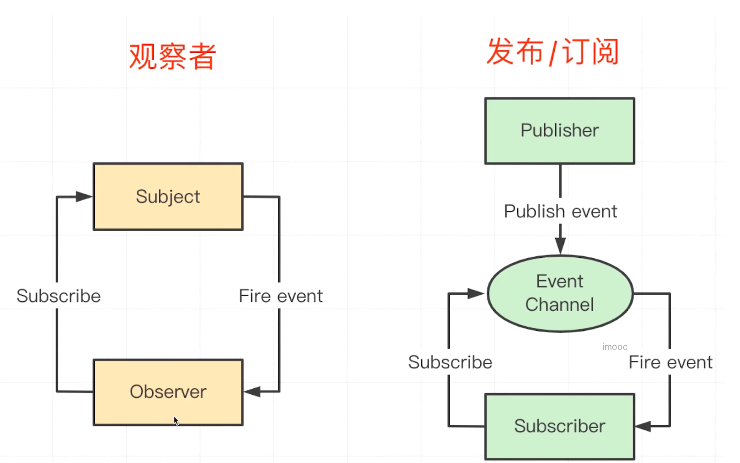 观察者
Subject
Subscribe
Fire event
Observer
发布/订阅
Publisher
Publish event
Event
Channel
imooc
Subscribe
Fire event
Subscriber